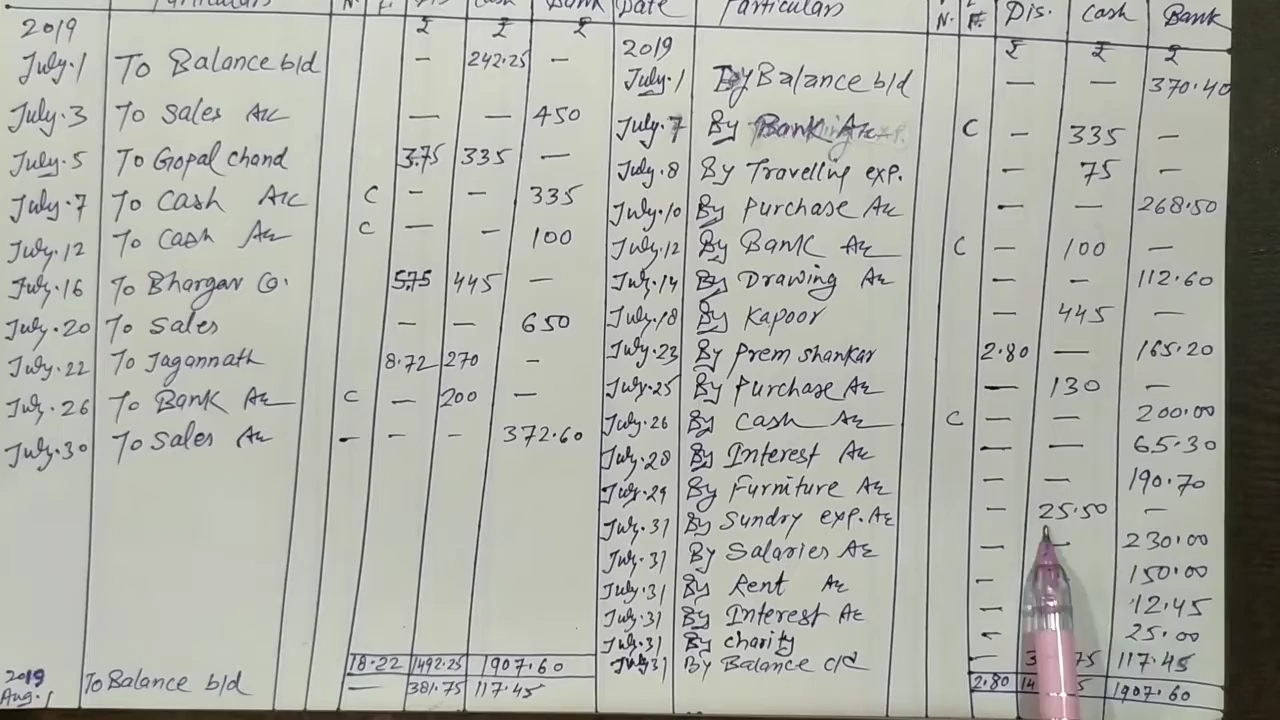 Particulars Dis Cash Bank Date Particulars Dis. Cash Bank
2019 ₹ ₹ ₹ 2019 N. ₹ ₹ ₹
July.1 To Balance b/d — 242.25 —
July.3 To Sales A/c — — 450
July.5 To Gopal chand 3.75 335 —
July.7 To Cash A/c C - - 335
July.12 To Cash A/c C — — 100
July.16 To Bhargav Co. 5.75 445 —
July.20 To Sales — — 650
July.22 To Jagannath 8.72 270 -
July.26 To Bank A/c C — 200 —
July.30 To Sales A/c - - - 372.60
18.22 1492.25 1907.60
2019
Aug.1 To Balance b/d — 381.75 117.45
July.1 By Balance b/d — — 370.40
July.7 By Bank A/c C - 335 —
July.8 By Travelling exp. — 75 —
July.10 By Purchase A/c — — 268.50
July.12 By Bank A/c C — 100 —
July.14 By Drawing A/c — — 112.60
July.18 By Kapoor — 445 —
July.23 By Prem shankar 2.80 — 165.20
July.25 By Purchase A/c — 130 —
July.26 By Cash A/c C — — 200.00
July.28 By Interest A/c — — 65.30
July.29 By Furniture A/c — — 190.70
July.31 By Sundry exp. A/c - 25.50 —
July.31 By Salaries A/c — — 230.00
July.31 By Rent A/c - 150.00
July.31 By Interest A/c — 12.45
July.31 By charity - 25.00
July 31 By Balance c/d - 117.45
2.80 1907.60